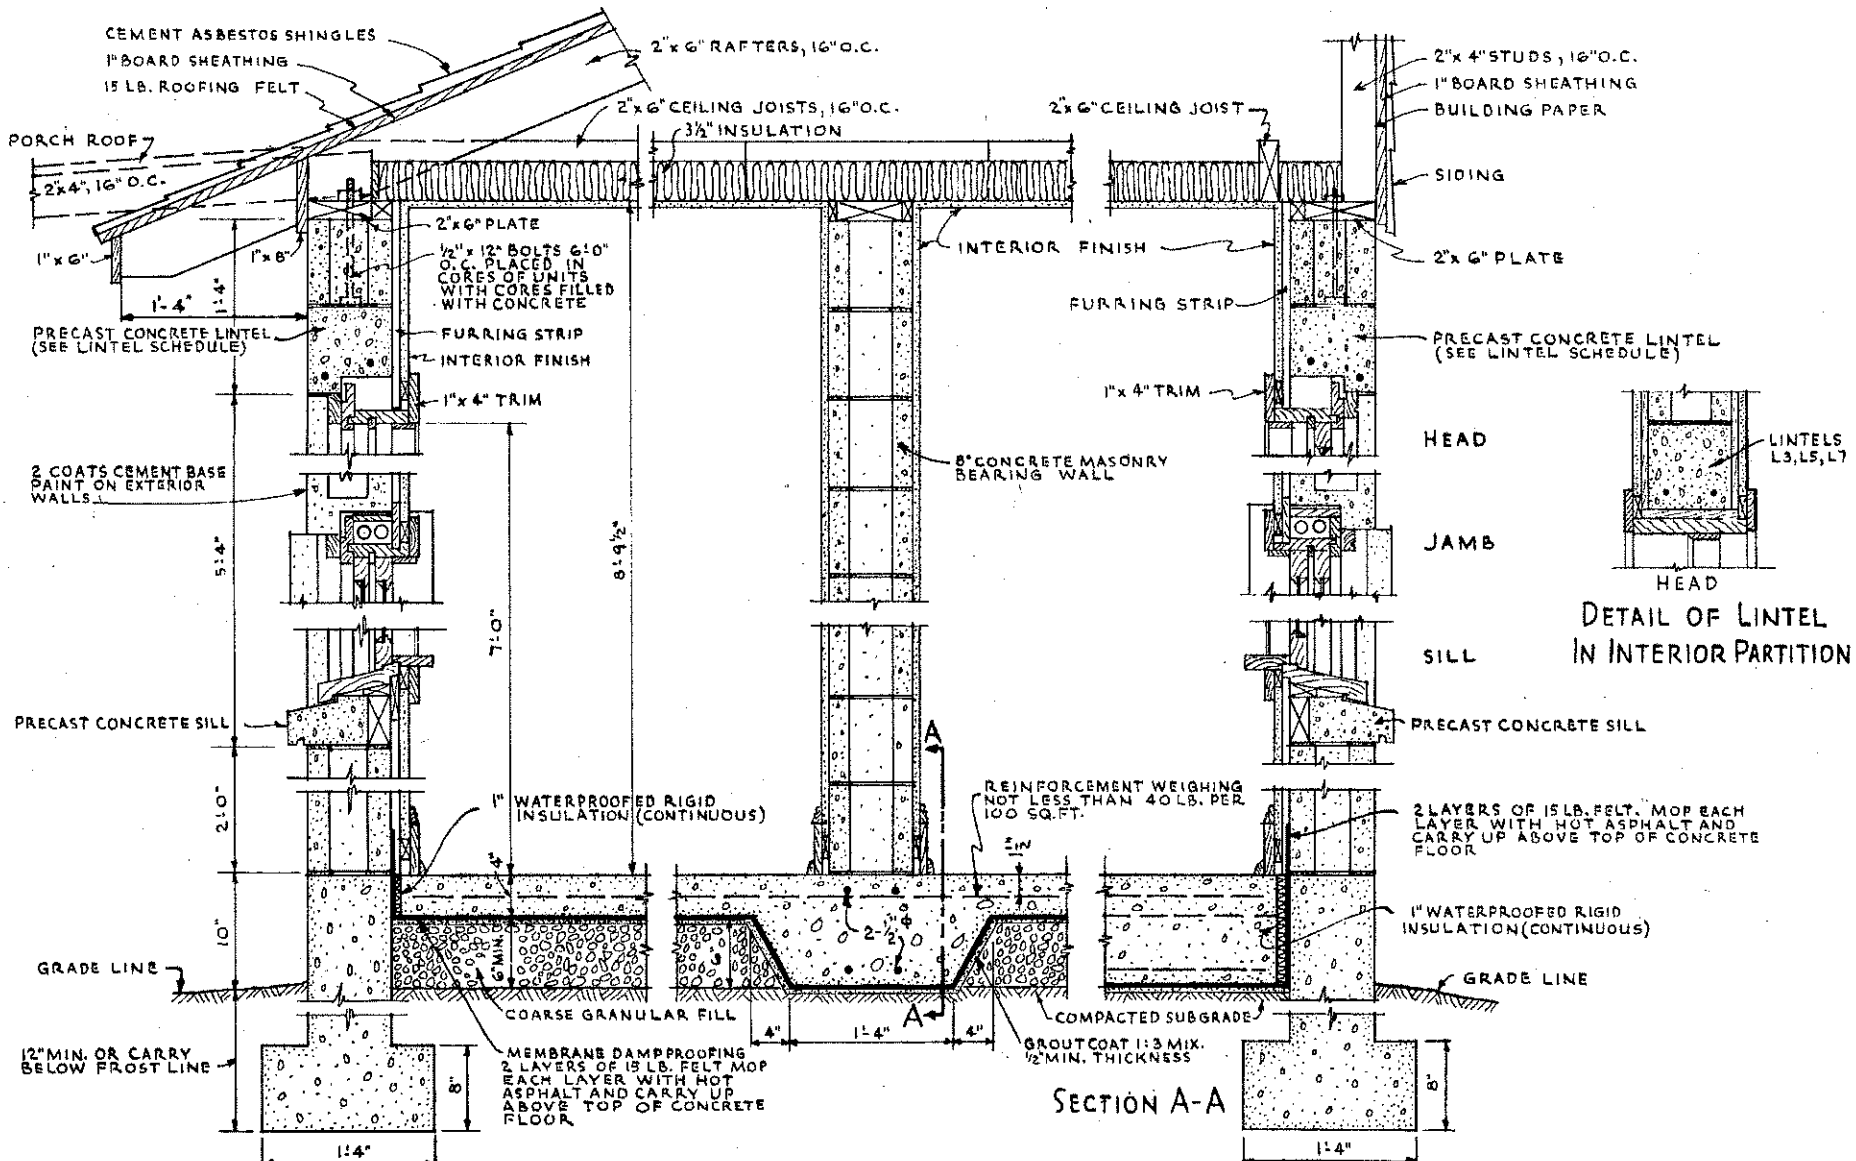 CEMENT ASBESTOS SHINGLES
1" BOARD SHEATHING
15 LB. ROOFING FELT
PORCH ROOF
2"x4", 16" O.C.
2"x 6" RAFTERS, 16" O.C.
2"x 6" CEILING JOISTS, 16" O.C.
3½" INSULATION
2"x 6" CEILING JOIST
2"x 4" STUDS, 16" O.C.
1" BOARD SHEATHING
BUILDING PAPER
SIDING
1"x 6"
1"x 8"
1'-4"
1'-4"
2"x 6" PLATE
½" x 12" BOLTS 6'-0"
O.C. PLACED IN
CORES OF UNITS
WITH CORES FILLED
WITH CONCRETE
PRECAST CONCRETE LINTEL
(SEE LINTEL SCHEDULE)
FURRING STRIP
INTERIOR FINISH
1"x 4" TRIM
INTERIOR FINISH
FURRING STRIP
2"x 6" PLATE
PRECAST CONCRETE LINTEL
(SEE LINTEL SCHEDULE)
1"x 4" TRIM
HEAD
LINTELS
L3, L5, L7
2 COATS CEMENT BASE
PAINT ON EXTERIOR
WALLS
8" CONCRETE MASONRY
BEARING WALL
JAMB
HEAD
DETAIL OF LINTEL
IN INTERIOR PARTITION
5'-4"
8'-9½"
7'-0"
SILL
PRECAST CONCRETE SILL
PRECAST CONCRETE SILL
A
2'-0"
1" WATERPROOFED RIGID
INSULATION (CONTINUOUS)
REINFORCEMENT WEIGHING
NOT LESS THAN 40 LB. PER
100 SQ. FT.
2 LAYERS OF 15 LB. FELT. MOP EACH
LAYER WITH HOT ASPHALT AND
CARRY UP ABOVE TOP OF CONCRETE
FLOOR
4"
10"
6" MIN.
2-½" ϕ
1" WATERPROOFED RIGID
INSULATION (CONTINUOUS)
GRADE LINE
GRADE LINE
COARSE GRANULAR FILL
A
COMPACTED SUBGRADE
4"
1'-4"
4"
GROUT COAT 1:3 MIX.
½" MIN. THICKNESS
12" MIN. OR CARRY
BELOW FROST LINE
MEMBRANE DAMPPROOFING
2 LAYERS OF 15 LB. FELT MOP
EACH LAYER WITH HOT
ASPHALT AND CARRY UP
ABOVE TOP OF CONCRETE
FLOOR
8"
SECTION A-A
8"
1'-4"
1'-4"